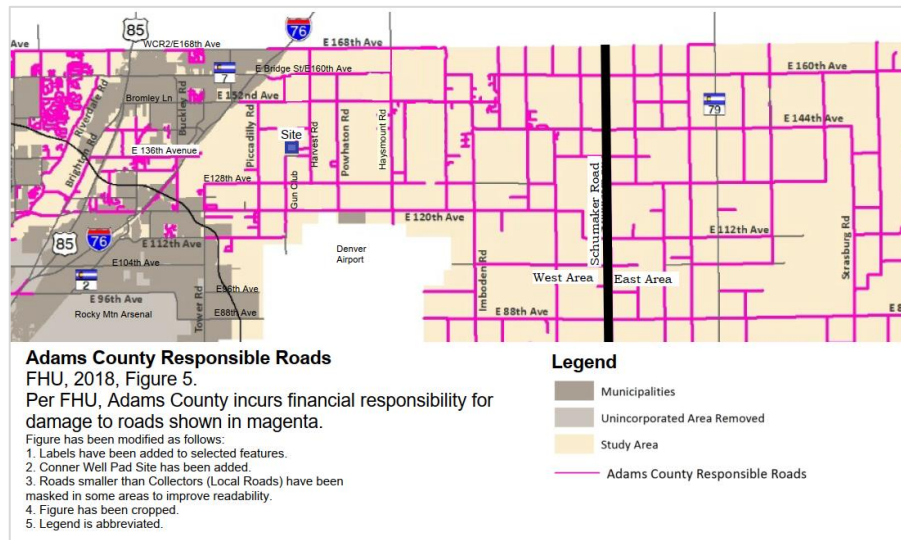 85
76
Ave
WCR2/E168th Ave
E 168th Ave
7
E Bridge St/E160th Ave
E 160th Ave
Riverdale Rd
Bromley Ln
Buckley Rd
E 152nd Ave
79
Brighton Rd
Piccadilly Rd
Site
Harvest Rd
Powhaton Rd
Haysmount Rd
E 144th Ave
E 136th Avenue
Gun Club
E128th Ave
Schumaker Road
E 120th Ave
85
76
E 112th Ave
E 112th Ave
Denver
Airport
Strasburg Rd
E104th Ave
2
E 96th Ave
E96th Ave
Imboden Rd
West Area
East Area
Rocky Mtn Arsenal
Tower Rd
E88th Ave
E 88th Ave
E 8
Adams County Responsible Roads
FHU, 2018, Figure 5.
Per FHU, Adams County incurs financial responsibility for
damage to roads shown in magenta.
Figure has been modified as follows:
1. Labels have been added to selected features.
2. Conner Well Pad Site has been added.
3. Roads smaller than Collectors (Local Roads) have been
masked in some areas to improve readability.
4. Figure has been cropped.
5. Legend is abbreviated.
Legend
Municipalities
Unincorporated Area Removed
Study Area
Adams County Responsible Roads